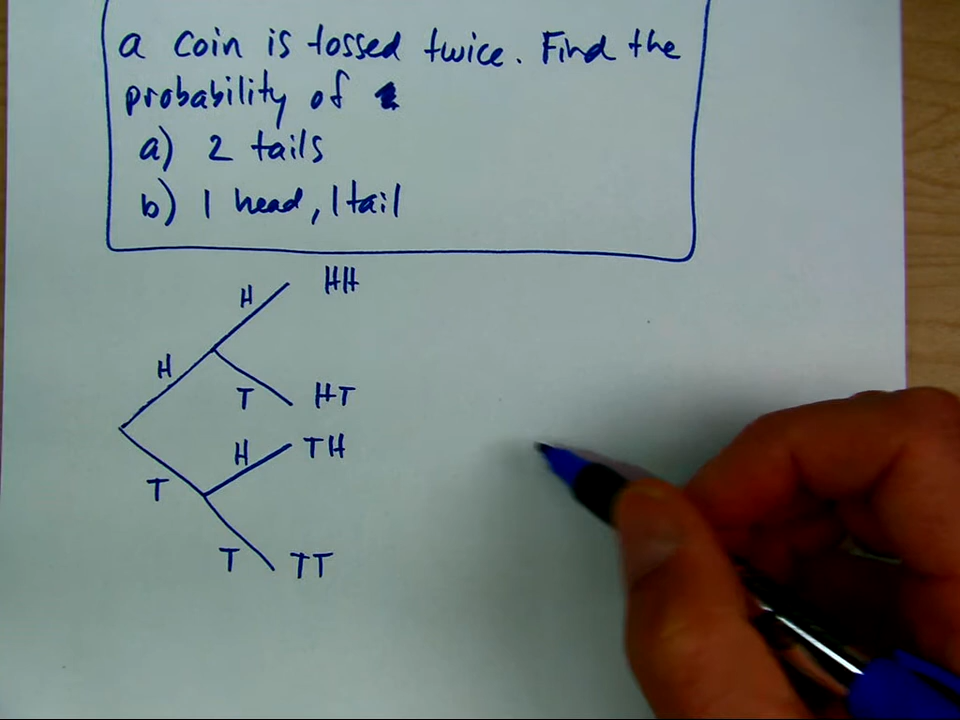 a coin is tossed twice. Find the
probability of
a) 2 tails
b) 1 head, 1 tail
H HH
H
T HT
H TH
T
T TT